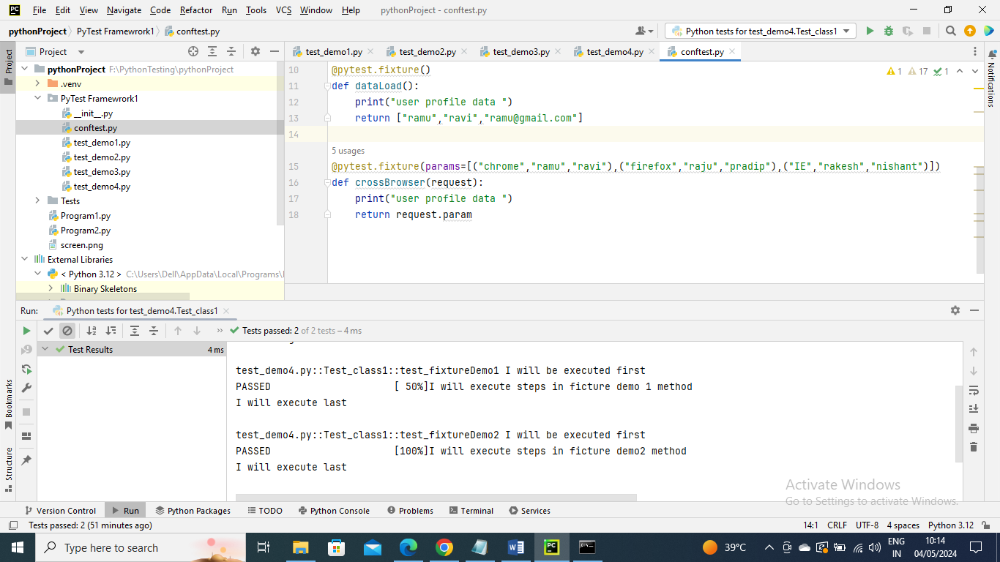 File Edit View Navigate Code Refactor Run Tools VCS Window Help pythonProject - conftest.py
pythonProject PyTest Framewrork1 conftest.py Python tests for test_demo4.Test_class1
Project
Project
test_demo1.py test_demo2.py test_demo3.py test_demo4.py conftest.py
Notifications
pythonProject F:\PythonTesting\pythonProject
.venv
PyTest Framewrork1
__init__.py
conftest.py
test_demo1.py
test_demo2.py
test_demo3.py
test_demo4.py
Tests
Program1.py
Program2.py
screen.png
External Libraries
< Python 3.12 > C:\Users\Dell\AppData\Local\Programs\
Binary Skeletons
1 17 1
10 @pytest.fixture()
11 def dataLoad():
12 print("user profile data ")
13 return ["ramu","ravi","ramu@gmail.com"]
14
5 usages
15 @pytest.fixture(params=[("chrome","ramu","ravi"),("firefox","raju","pradip"),("IE","rakesh","nishant")])
16 def crossBrowser(request):
17 print("user profile data ")
18 return request.param
Run: Python tests for test_demo4.Test_class1
Tests passed: 2 of 2 tests – 4 ms
Test Results 4 ms
test_demo4.py::Test_class1::test_fixtureDemo1 I will be executed first
PASSED [ 50%]I will execute steps in ficture demo 1 method
I will execute last
test_demo4.py::Test_class1::test_fixtureDemo2 I will be executed first
PASSED [100%]I will execute steps in ficture demo2 method
I will execute last
Bookmarks
Structure
Activate Windows
Go to Settings to activate Windows.
Version Control Run Python Packages TODO Python Console Problems Terminal Services
Tests passed: 2 (51 minutes ago) 14:1 CRLF UTF-8 4 spaces Python 3.12
Type here to search 39°C ENG IN 10:14 04/05/2024